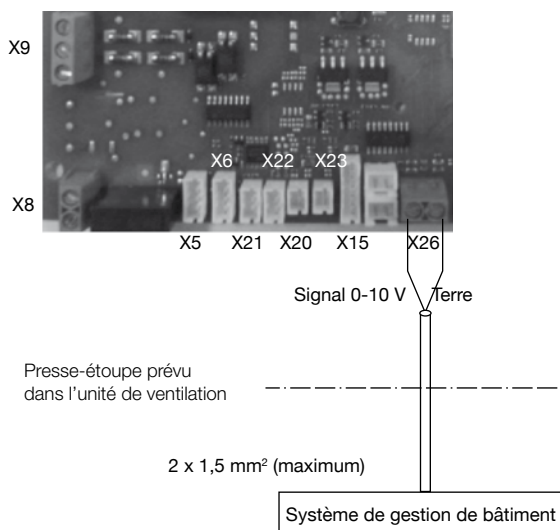 X9
X6
X22
X23
X8
X5
X21
X20
X15
X26
Signal 0-10 V
Terre
Presse-étoupe prévu
dans l’unité de ventilation
2 x 1,5 mm² (maximum)
Système de gestion de bâtiment